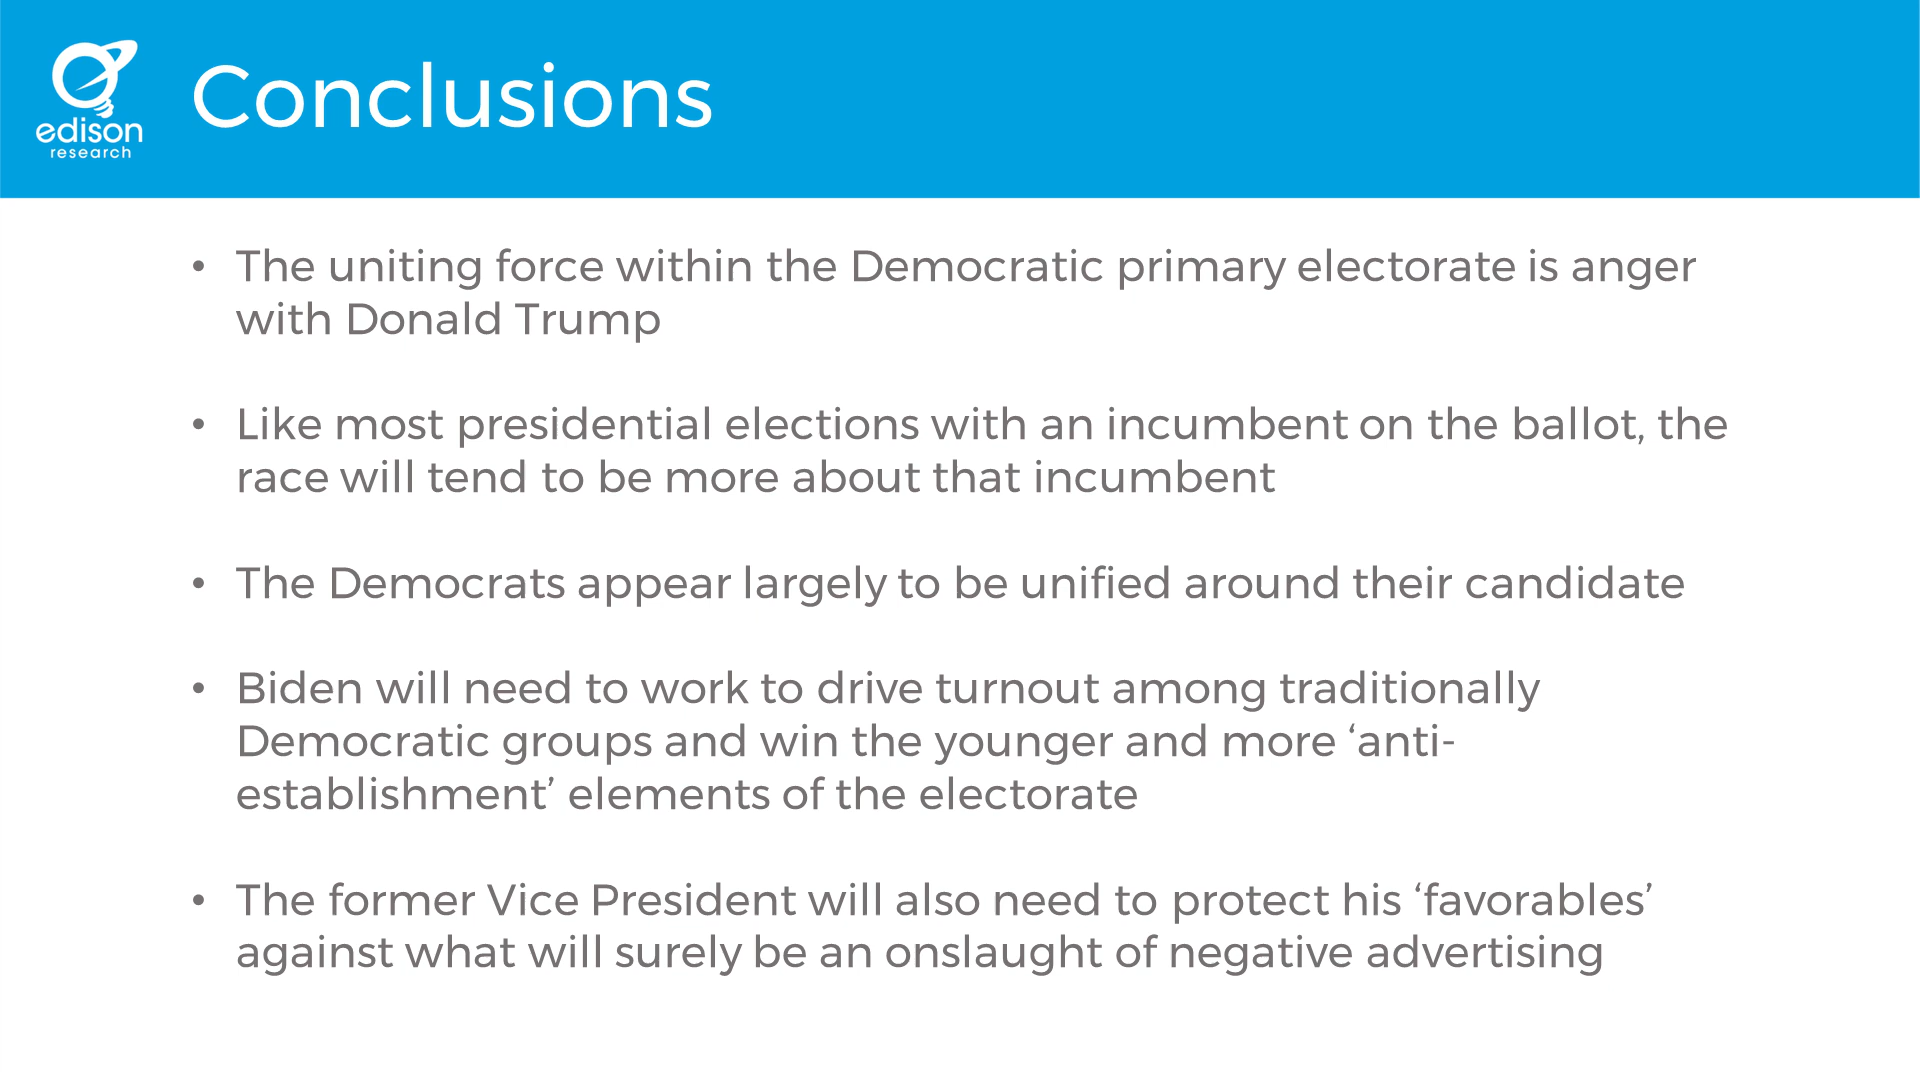 edison
research
Conclusions
• The uniting force within the Democratic primary electorate is anger
with Donald Trump
• Like most presidential elections with an incumbent on the ballot, the
race will tend to be more about that incumbent
• The Democrats appear largely to be unified around their candidate
• Biden will need to work to drive turnout among traditionally
Democratic groups and win the younger and more ‘anti-
establishment’ elements of the electorate
• The former Vice President will also need to protect his ‘favorables’
against what will surely be an onslaught of negative advertising